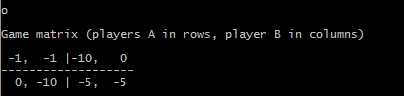 o
Game matrix (players A in rows, player B in columns)
-1, -1 |-10, 0
-------------------
0, -10 | -5, -5